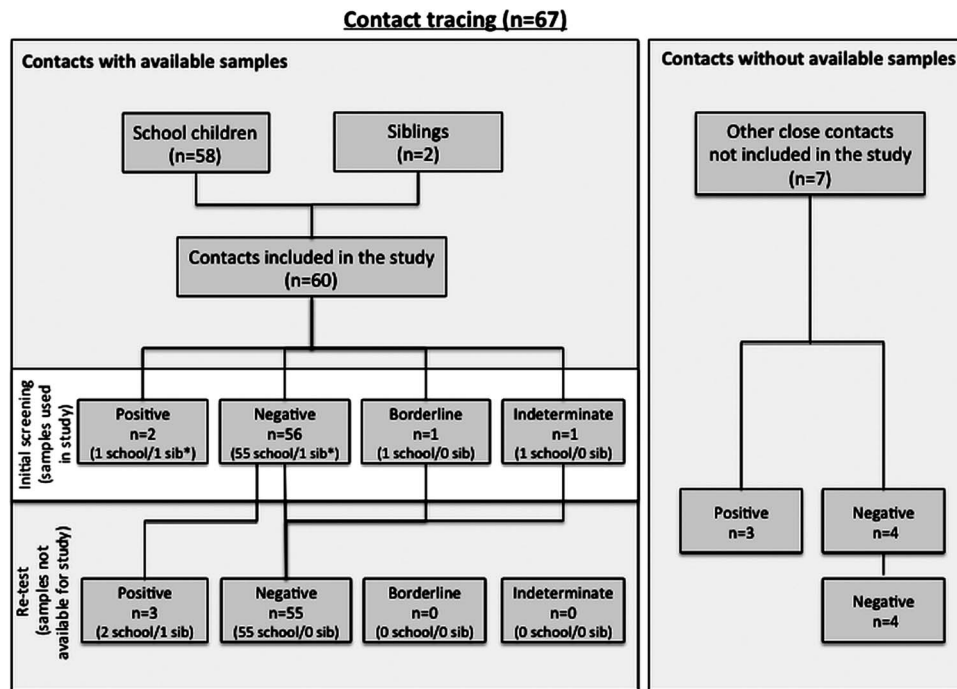 Contact tracing (n=67)
Contacts with available samples
School children
(n=58)
Siblings
(n=2)
Contacts included in the study
(n=60)
Initial screening
(samples used
in study)
Positive
n=2
(1 school/1 sib*)
Negative
n=56
(55 school/1 sib*)
Borderline
n=1
(1 school/0 sib)
Indeterminate
n=1
(1 school/0 sib)
Re-test
(samples not
available for study)
Positive
n=3
(2 school/1 sib)
Negative
n=55
(55 school/0 sib)
Borderline
n=0
(0 school/0 sib)
Indeterminate
n=0
(0 school/0 sib)
Contacts without available samples
Other close contacts
not included in the study
(n=7)
Positive
n=3
Negative
n=4
Negative
n=4